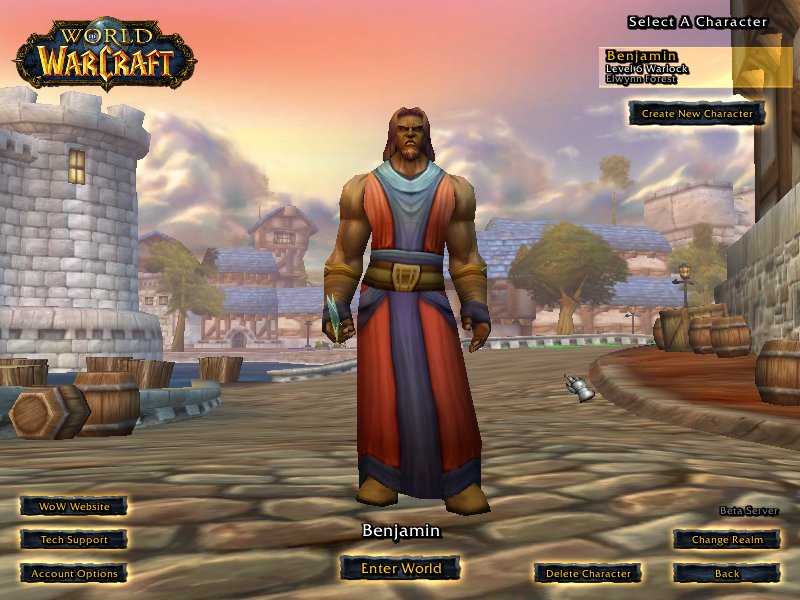 WORLD
OF
WARCRAFT
Select A Character
Benjamin
Level 6 Warlock
Elwynn Forest
Create New Character
WoW Website
Tech Support
Account Options
Benjamin
Enter World
Beta Server
Change Realm
Delete Character
Back